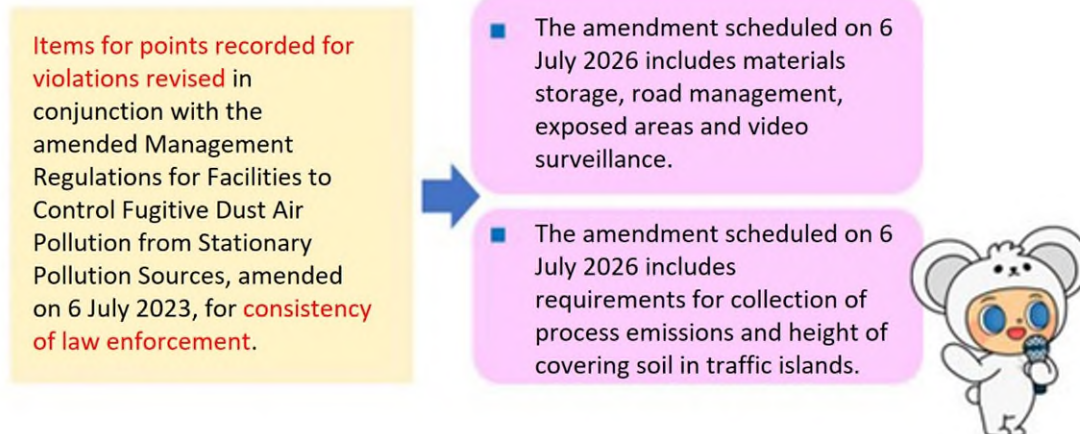 Items for points recorded for
violations revised in
conjunction with the
amended Management
Regulations for Facilities to
Control Fugitive Dust Air
Pollution from Stationary
Pollution Sources, amended
on 6 July 2023, for consistency
of law enforcement.
The amendment scheduled on 6
July 2026 includes materials
storage, road management,
exposed areas and video
surveillance.
The amendment scheduled on 6
July 2026 includes
requirements for collection of
process emissions and height of
covering soil in traffic islands.